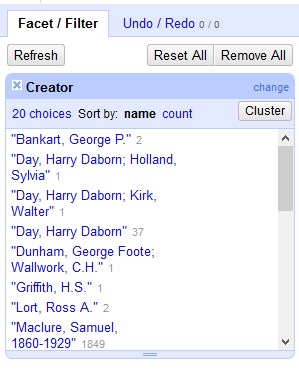 Facet / Filter Undo / Redo 0 / 0
Refresh Reset All Remove All
Creator change
20 choices Sort by: name count Cluster
"Bankart, George P." 2
"Day, Harry Daborn; Holland,
Sylvia" 1
"Day, Harry Daborn; Kirk,
Walter" 1
"Day, Harry Daborn" 37
"Dunham, George Foote;
Wallwork, C.H." 1
"Griffith, H.S." 1
"Lort, Ross A." 2
"Maclure, Samuel,
1860-1929" 1849